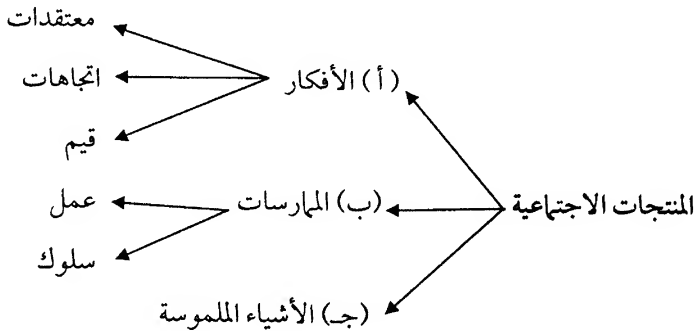 المنتجات الاجتماعية
(أ) الأفكار
معتقدات
اتجاهات
قيم
(ب) الممارسات
عمل
سلوك
(جـ) الأشياء الملموسة